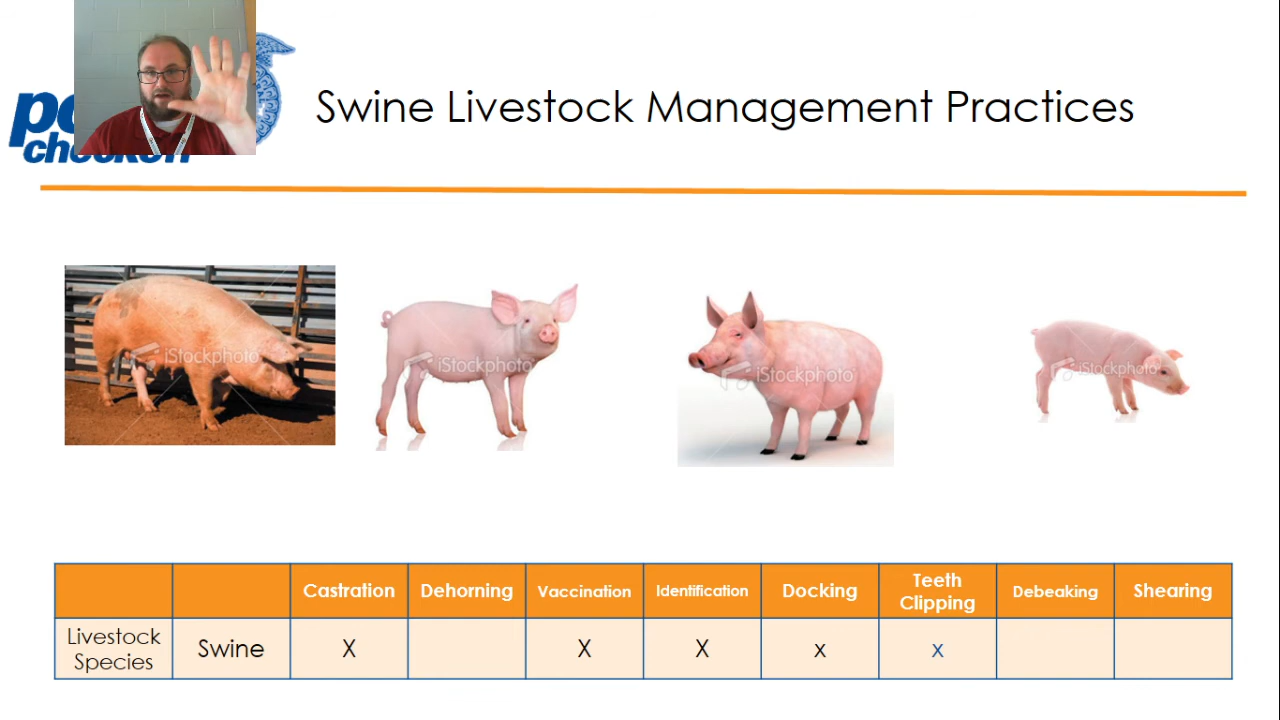 Swine Livestock Management Practices
iStockphoto
iStockphoto
iStockphoto
iStockphoto
Castration Dehorning Vaccination Identification Docking Teeth Clipping Debeaking Shearing
Livestock Species Swine X X X x x